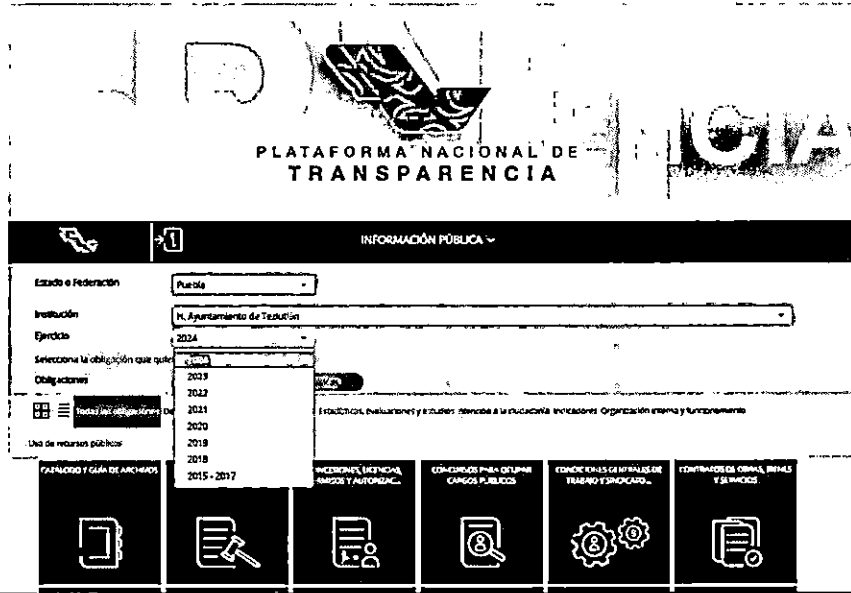 PLATAFORMA NACIONAL DE
TRANSPARENCIA
INFORMACIÓN PÚBLICA
Estado o Federación
Puebla
Institución
H. Ayuntamiento de Teziutlán
Ejercicio
2024
Selecciona la obligación que
2023
Obligaciones
2022
2021
2020
2019
2018
2015 - 2017
Todas las obligaciones
Estadísticas, evaluaciones y estudios Atención a la ciudadanía Indicadores Organización interna y funcionamiento
Uso de recursos públicos
CATÁLOGO Y GUÍA DE ARCHIVOS
LICENCIAS,
CONCURSOS PARA OCUPAR
CARGOS PÚBLICOS
CONDICIONES GENERALES DE
TRABAJO Y SINDICATO...
CONTRATOS DE OBRAS, BIENES
Y SERVICIOS